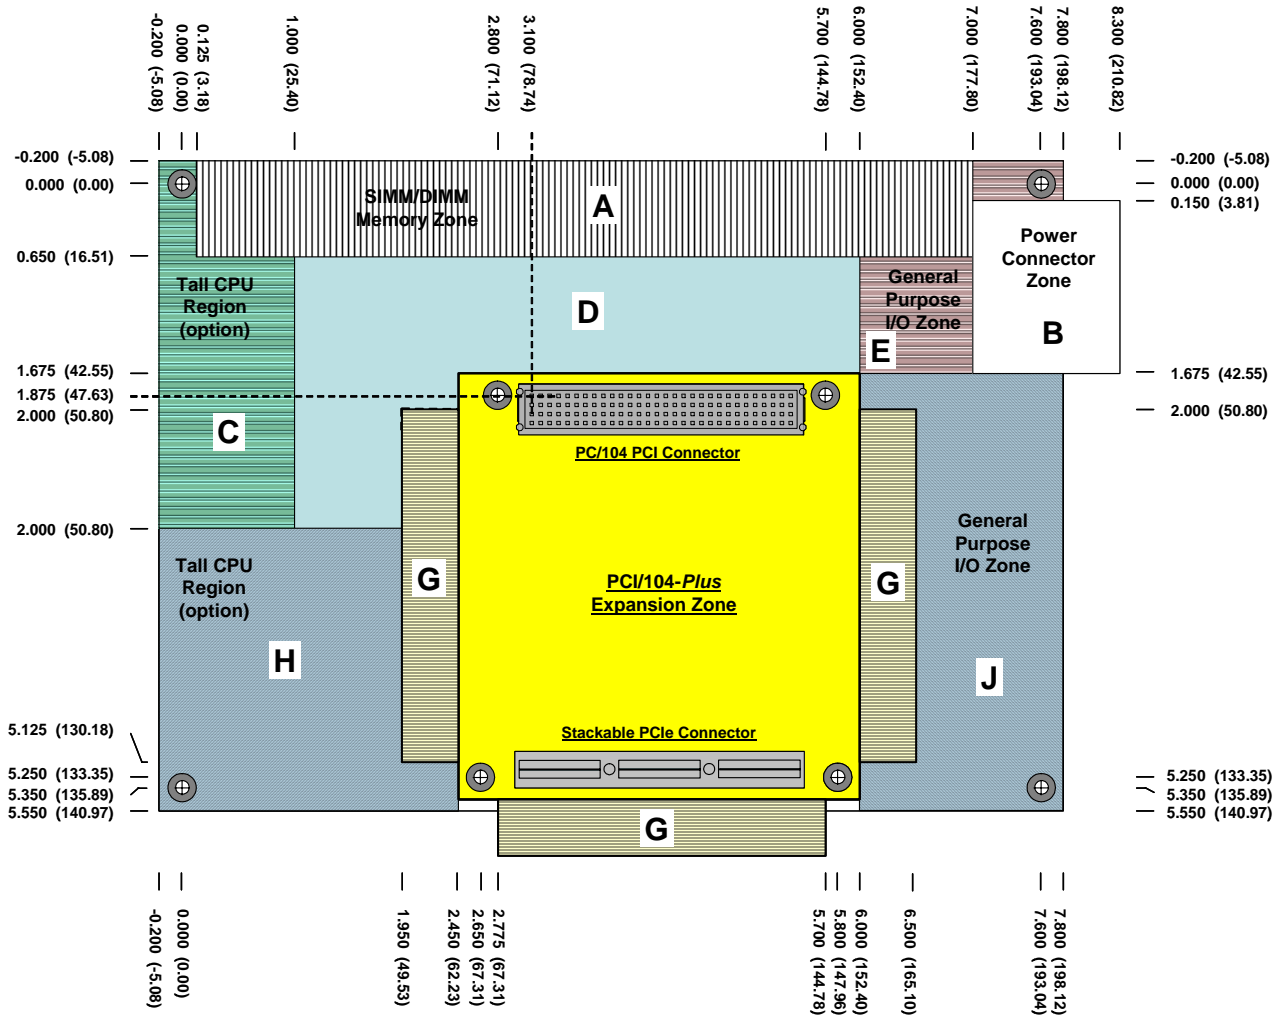 -0.200 (-5.08)
0.000 (0.00)
0.125 (3.18)
1.000 (25.40)
2.800 (71.12)
3.100 (78.74)
5.700 (144.78)
6.000 (152.40)
7.000 (177.80)
7.600 (193.04)
7.800 (198.12)
8.300 (210.82)
-0.200 (-5.08)
0.000 (0.00)
0.650 (16.51)
1.675 (42.55)
1.875 (47.63)
2.000 (50.80)
2.000 (50.80)
5.125 (130.18)
5.250 (133.35)
5.350 (135.89)
5.550 (140.97)
SIMM/DIMM
Memory Zone
A
Tall CPU
Region
(option)
C
D
General
Purpose
I/O Zone
E
Power
Connector
Zone
B
PC/104 PCI Connector
PCI/104-Plus
Expansion Zone
Stackable PCIe Connector
G
G
G
Tall CPU
Region
(option)
H
General
Purpose
I/O Zone
J
-0.200 (-5.08)
0.000 (0.00)
0.150 (3.81)
1.675 (42.55)
2.000 (50.80)
5.250 (133.35)
5.350 (135.89)
5.550 (140.97)
-0.200 (-5.08)
0.000 (0.00)
1.950 (49.53)
2.450 (62.23)
2.650 (67.31)
2.775 (67.31)
5.700 (144.78)
5.800 (147.96)
6.000 (152.40)
6.500 (165.10)
7.600 (193.04)
7.800 (198.12)